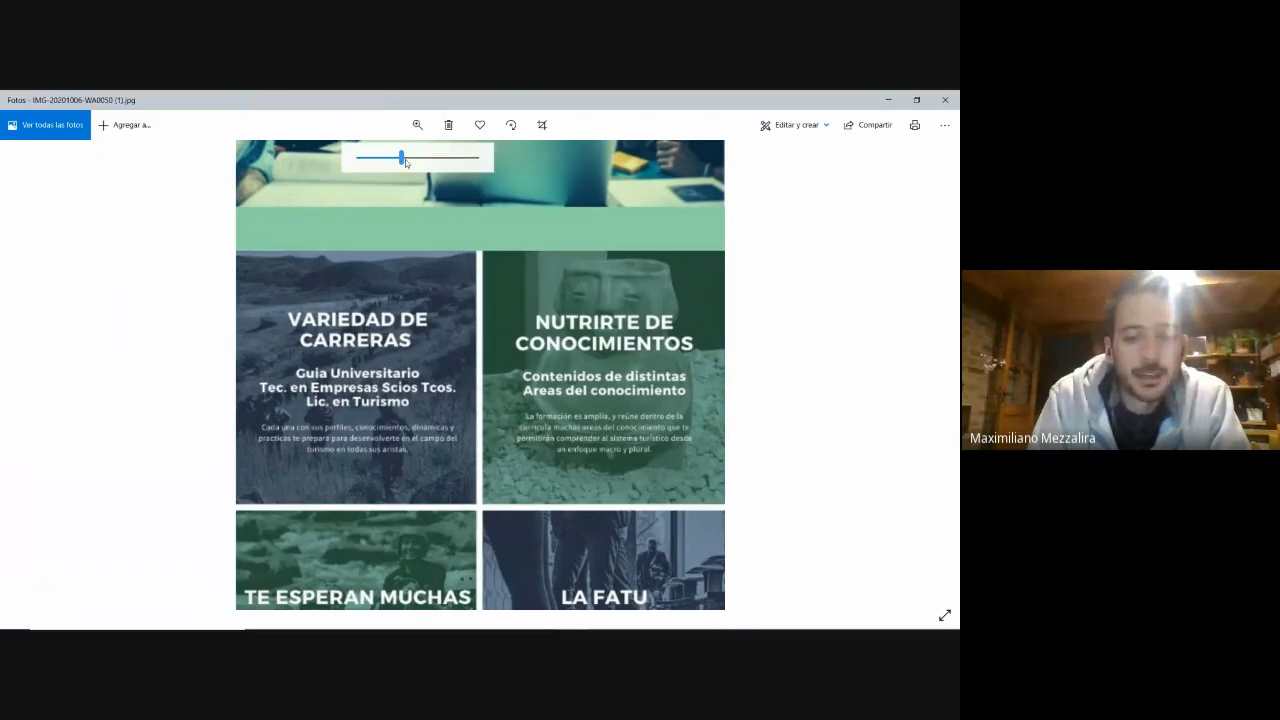 Fotos - IMG-20201006-WA0050 (1).jpg
Ver todas las fotos
Agregar a...
Editar y crear
Compartir
VARIEDAD DE
CARRERAS
Guía Universitario
Tec. en Empresas Scios Tcos.
Lic. en Turismo
Cada una con sus perfiles, conocimientos, dinámicas y
practicas te prepara para desenvolverte en el campo del
turismo en todas sus aristas.
NUTRIRTE DE
CONOCIMIENTOS
Contenidos de distintas
Areas del conocimiento
La formación es amplia, y reúne dentro de la
currícula muchas areas del conocimiento que te
permitirán comprender al sistema turístico desde
un enfoque macro y plural.
TE ESPERAN MUCHAS
LA FATU
Maximiliano Mezzalira